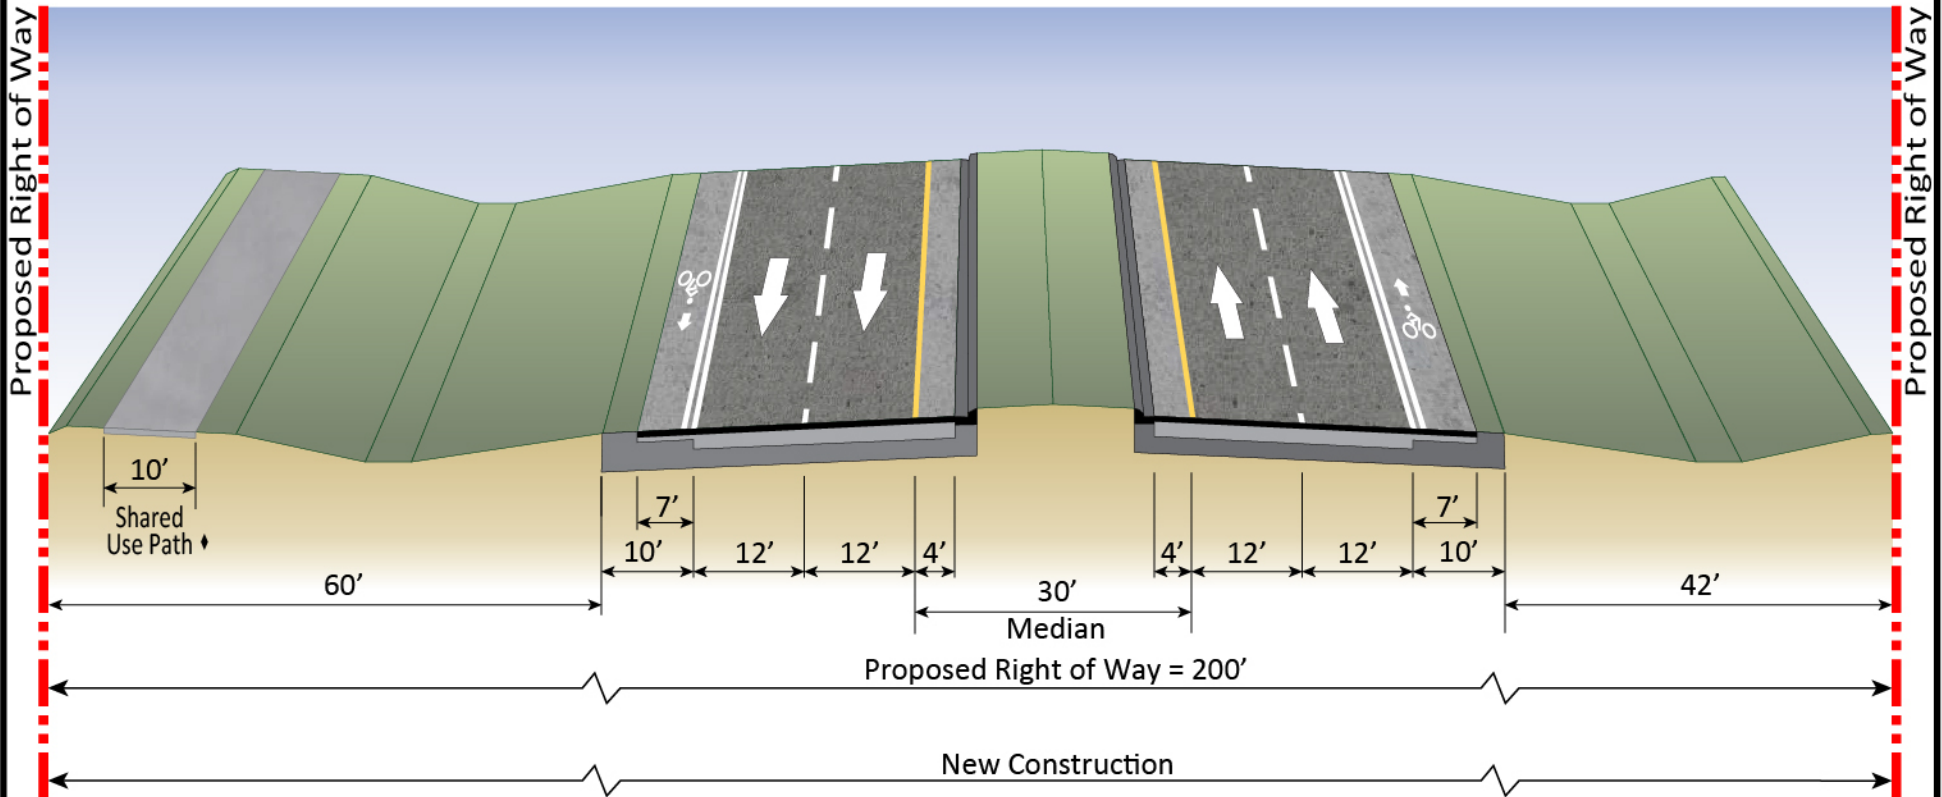 Proposed Right of Way
Proposed Right of Way
10’
Shared
Use Path ♦
7’
7’
10’ 12’ 12’ 4’ 4’ 12’ 12’ 10’
60’ 30’ 42’
Median
Proposed Right of Way = 200’
New Construction